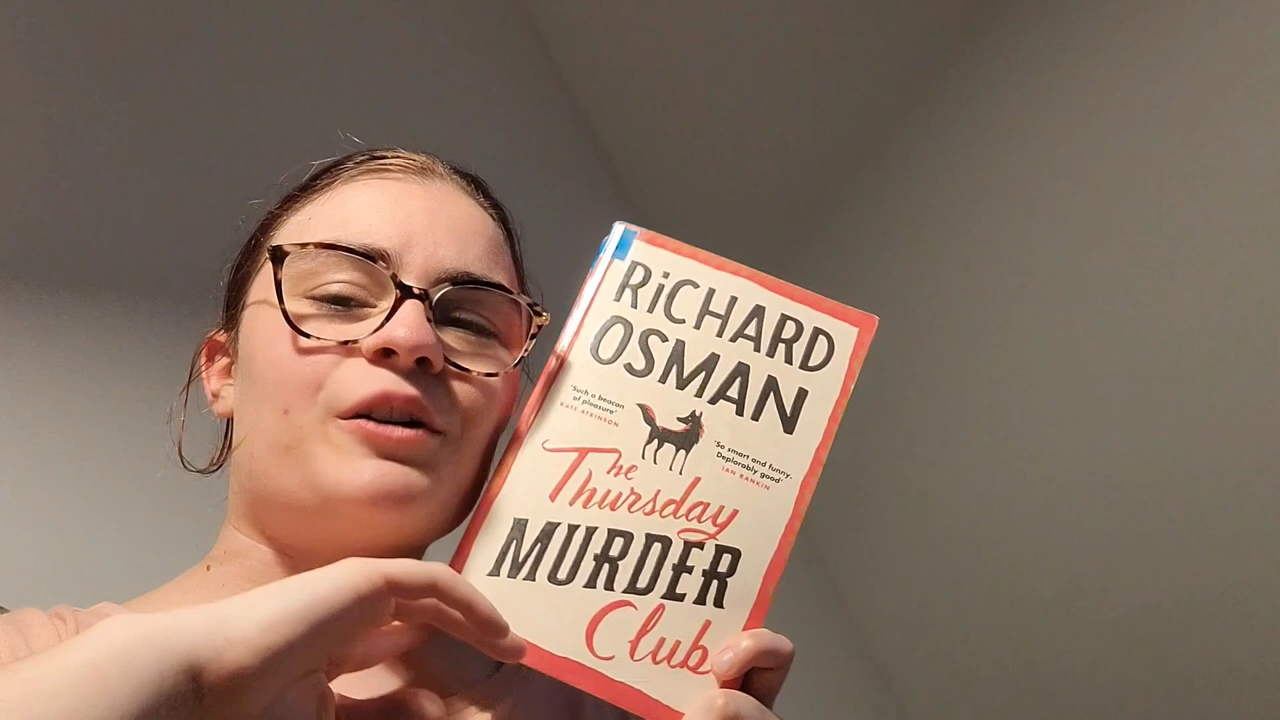 RiCHARD
OSMAN
'Such a beacon
of pleasure'
KATE ATKINSON
'So smart and funny.
Deplorably good'
IAN RANKIN
The
Thursday
MURDER
Club